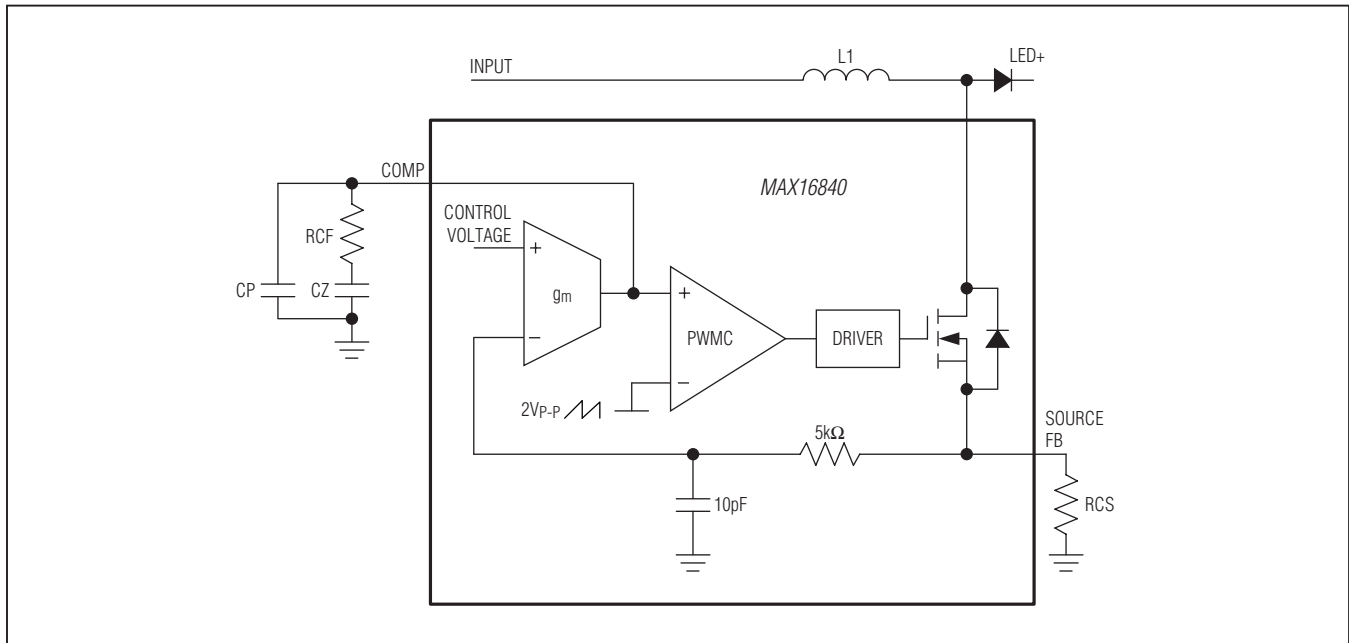 INPUT
L1
LED+
COMP
MAX16840
CONTROL
VOLTAGE
RCF
CP
CZ
+
gm
−
+
PWMC
−
DRIVER
2VP-P
5kΩ
SOURCE
FB
10pF
RCS